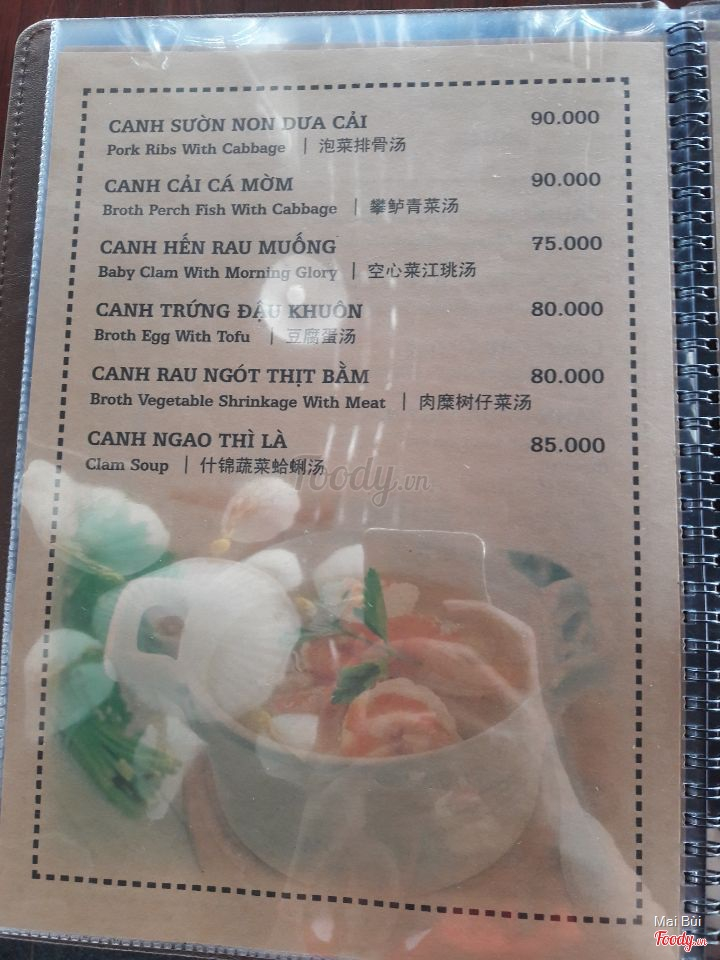 CANH SƯỜN NON DƯA CẢI 90.000
Pork Ribs With Cabbage | 泡菜排骨汤
CANH CẢI CÁ MỜM 90.000
Broth Perch Fish With Cabbage | 攀鲈青菜汤
CANH HẾN RAU MUỐNG 75.000
Baby Clam With Morning Glory | 空心菜江珧汤
CANH TRỨNG ĐẬU KHUÔN 80.000
Broth Egg With Tofu | 豆腐蛋汤
CANH RAU NGÓT THỊT BẰM 80.000
Broth Vegetable Shrinkage With Meat | 肉糜树仔菜汤
CANH NGAO THÌ LÀ 85.000
Clam Soup | 什锦蔬菜蛤蜊汤
Foody.vn
Mai Bùi
Foody.vn